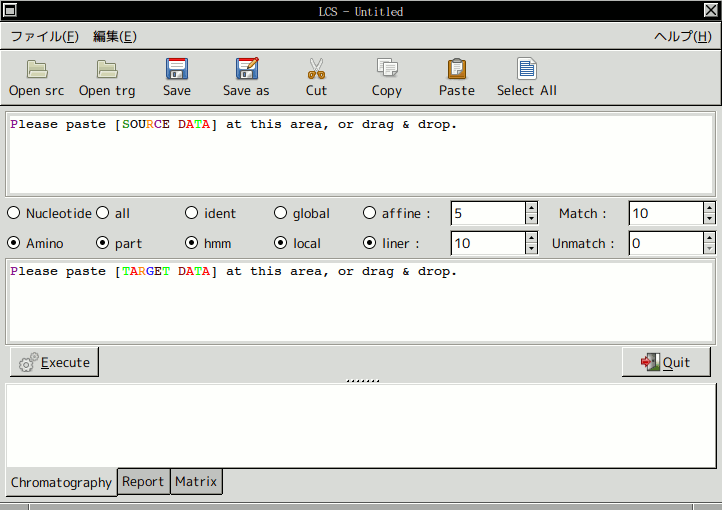 LCS - Untitled
ファイル(F) 編集(E) ヘルプ(H)
Open src Open trg Save Save as Cut Copy Paste Select All
Please paste [SOURCE DATA] at this area, or drag & drop.
Nucleotide all ident global affine : 5 Match : 10
Amino part hmm local liner : 10 Unmatch : 0
Please paste [TARGET DATA] at this area, or drag & drop.
Execute Quit
Chromatography Report Matrix